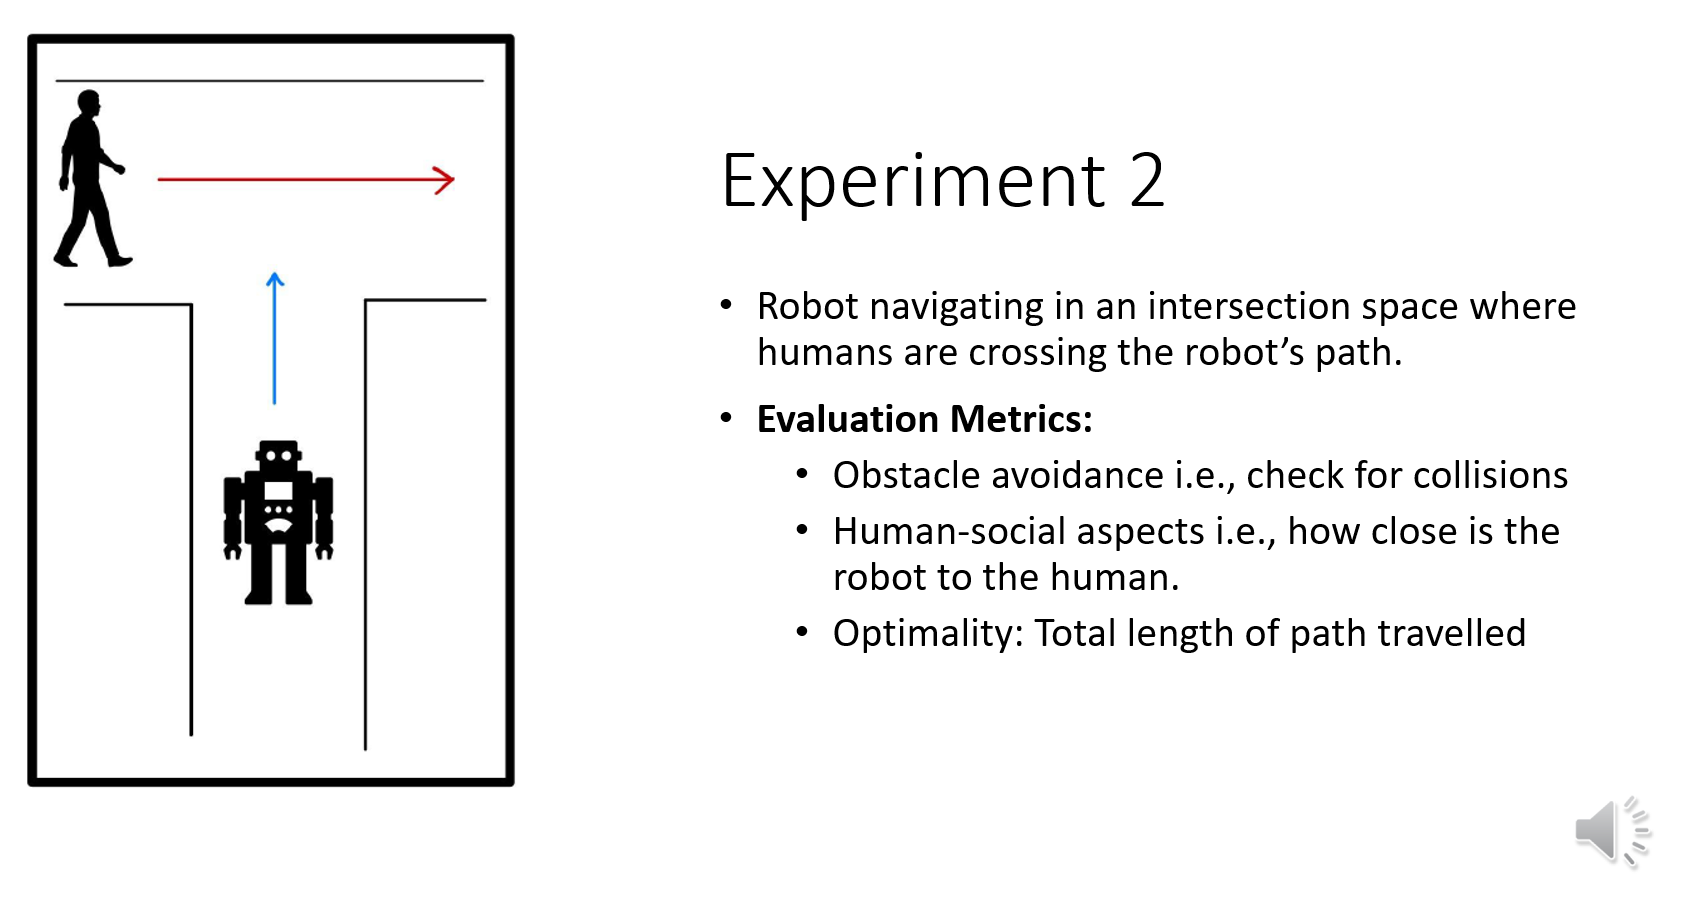 Experiment 2
• Robot navigating in an intersection space where
humans are crossing the robot’s path.
• Evaluation Metrics:
• Obstacle avoidance i.e., check for collisions
• Human-social aspects i.e., how close is the
robot to the human.
• Optimality: Total length of path travelled